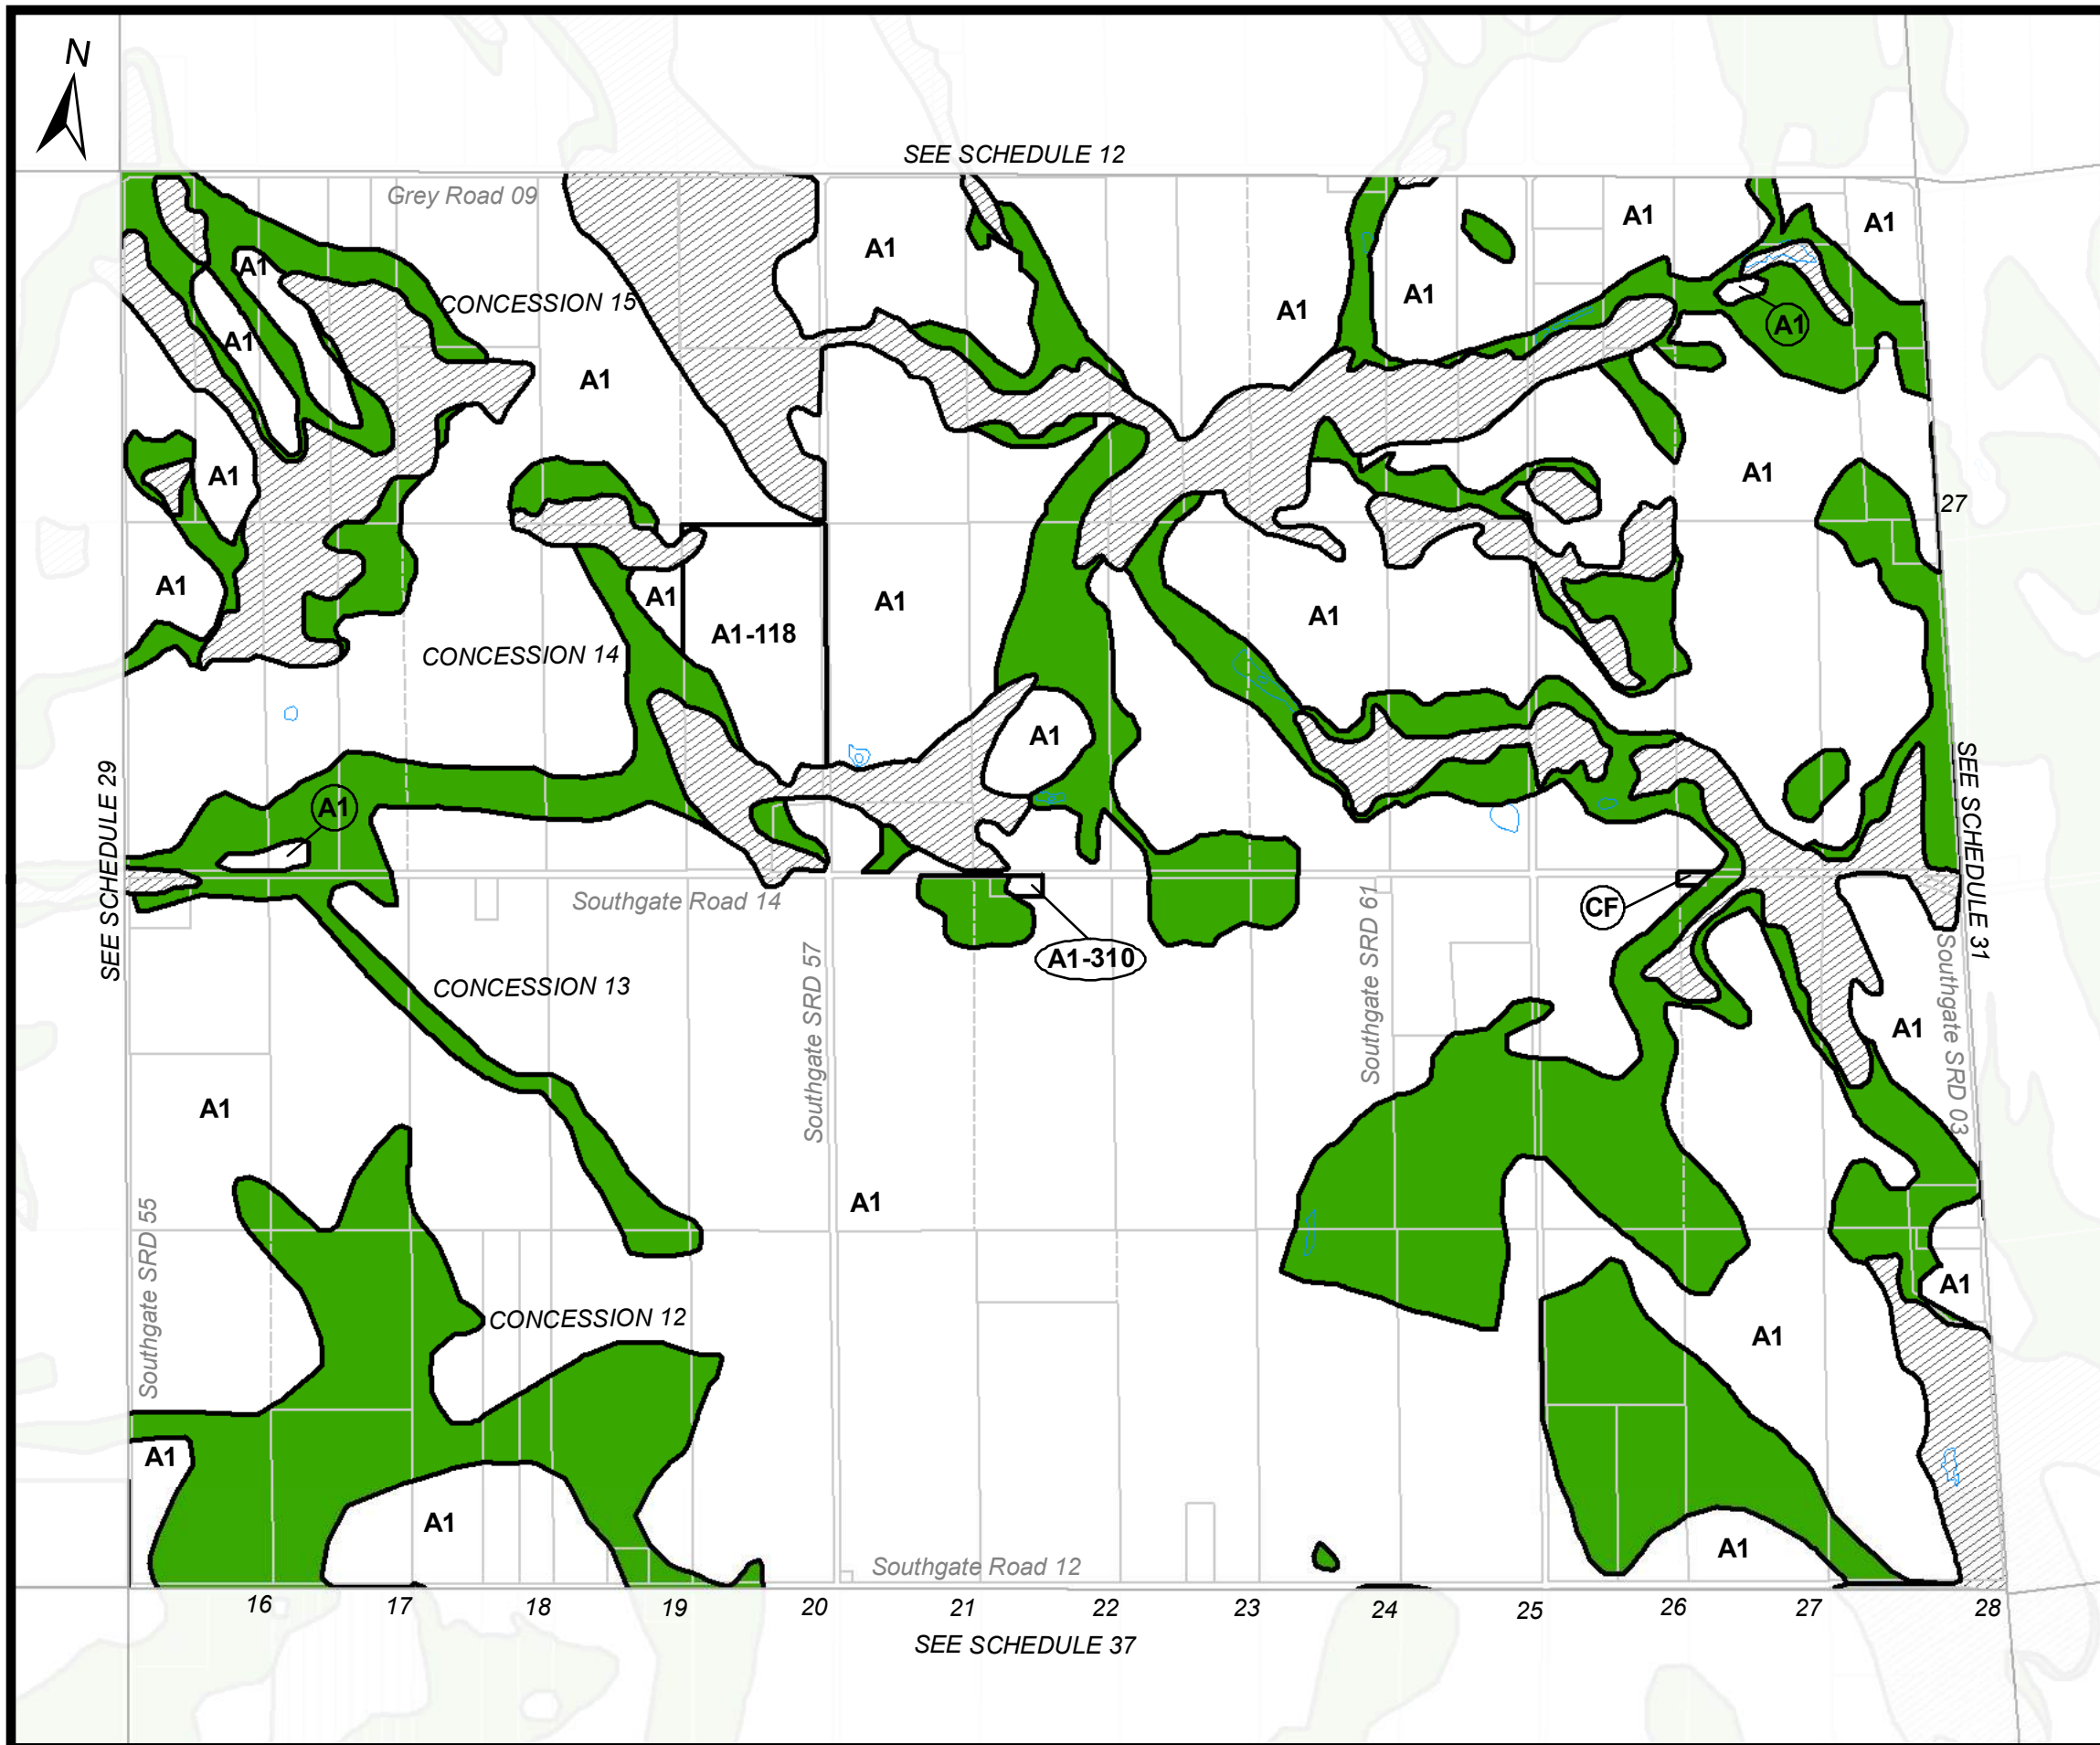 N
SEE SCHEDULE 12
Grey Road 09
A1
A1
A1
A1
A1
CONCESSION 15
A1
A1
A1
A1
A1
A1
A1
27
A1
A1
A1
A1-118
A1
CONCESSION 14
A1
SEE SCHEDULE 29
SEE SCHEDULE 31
A1
Southgate Road 14
Southgate SRD 57
A1-310
Southgate SRD 61
CF
CONCESSION 13
A1
Southgate SRD 03
A1
Southgate SRD 55
A1
CONCESSION 12
A1
A1
A1
A1
A1
Southgate Road 12
16 17 18 19 20 21 22 23 24 25 26 27 28
SEE SCHEDULE 37